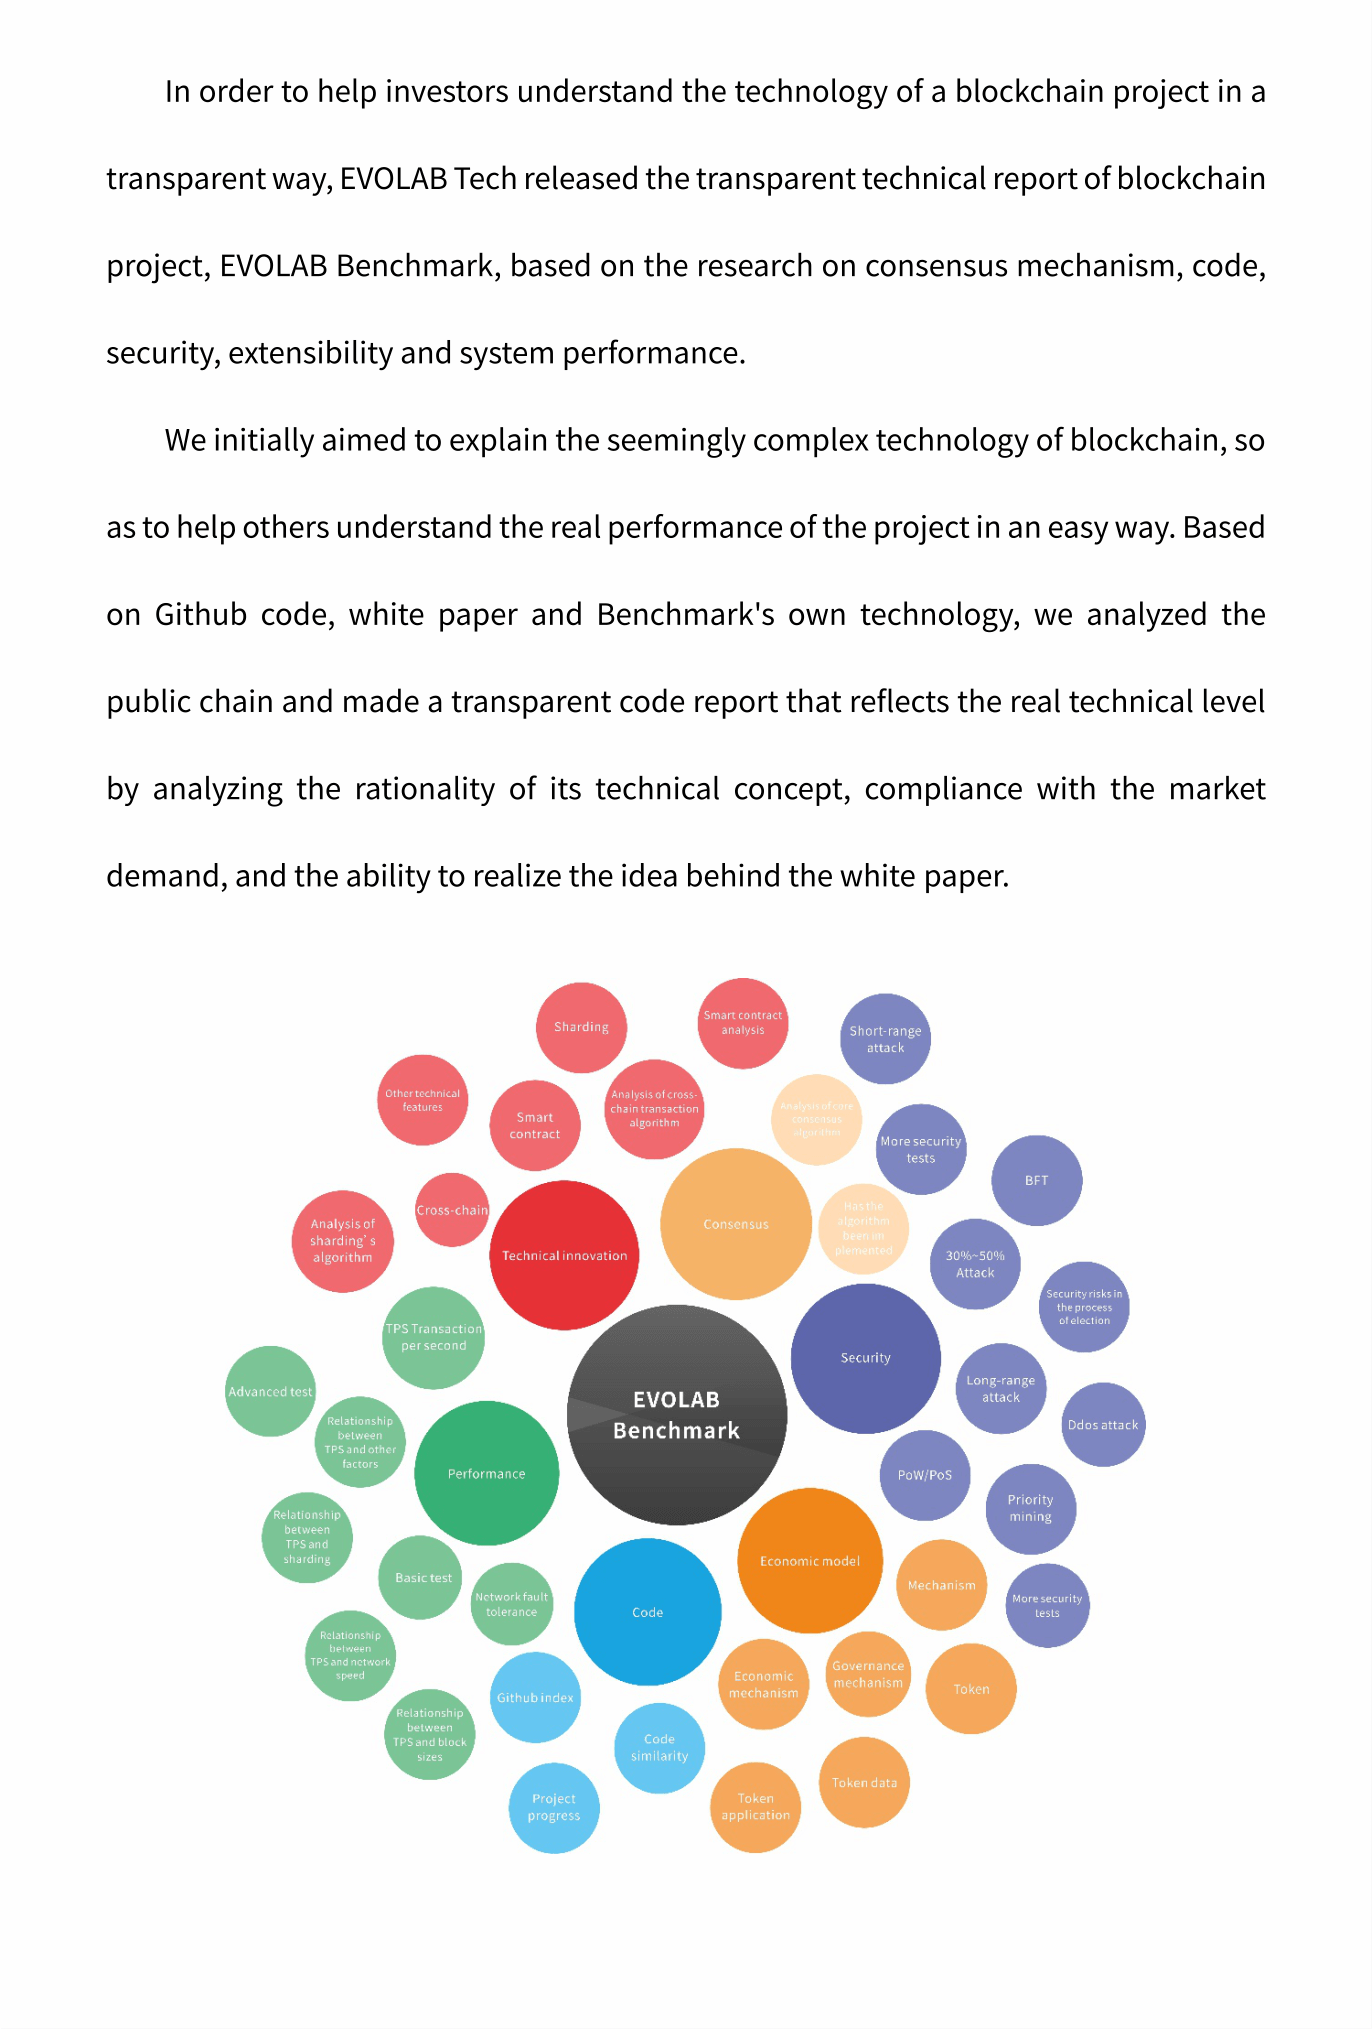 In order to help investors understand the technology of a blockchain project in a
transparent way, EVOLAB Tech released the transparent technical report of blockchain
project, EVOLAB Benchmark, based on the research on consensus mechanism, code,
security, extensibility and system performance.
We initially aimed to explain the seemingly complex technology of blockchain, so
as to help others understand the real performance of the project in an easy way. Based
on Github code, white paper and Benchmark's own technology, we analyzed the
public chain and made a transparent code report that reflects the real technical level
by analyzing the rationality of its technical concept, compliance with the market
demand, and the ability to realize the idea behind the white paper.
Sharding
Smart contract
analysis
Short-range
attack
Other technical
features
Smart
contract
Analysis of cross-
chain transaction
algorithm
Analysis of core
consensus
algorithm
More security
tests
BFT
Analysis of
sharding's
algorithm
Cross-chain
Technical innovation
Consensus
Has the
algorithm
been im
plemented
30%~50%
Attack
Security risks in
the process
of election
TPS Transaction
per second
Security
Long-range
attack
Ddos attack
Advanced test
Relationship
between
TPS and other
factors
EVOLAB
Benchmark
Performance
PoW/PoS
Priority
mining
Relationship
between
TPS and
sharding
Basic test
Network fault
tolerance
Code
Economic model
Mechanism
More security
tests
Relationship
between
TPS and network
speed
Github index
Economic
mechanism
Governance
mechanism
Token
Relationship
between
TPS and block
sizes
Code
similarity
Project
progress
Token
application
Token data